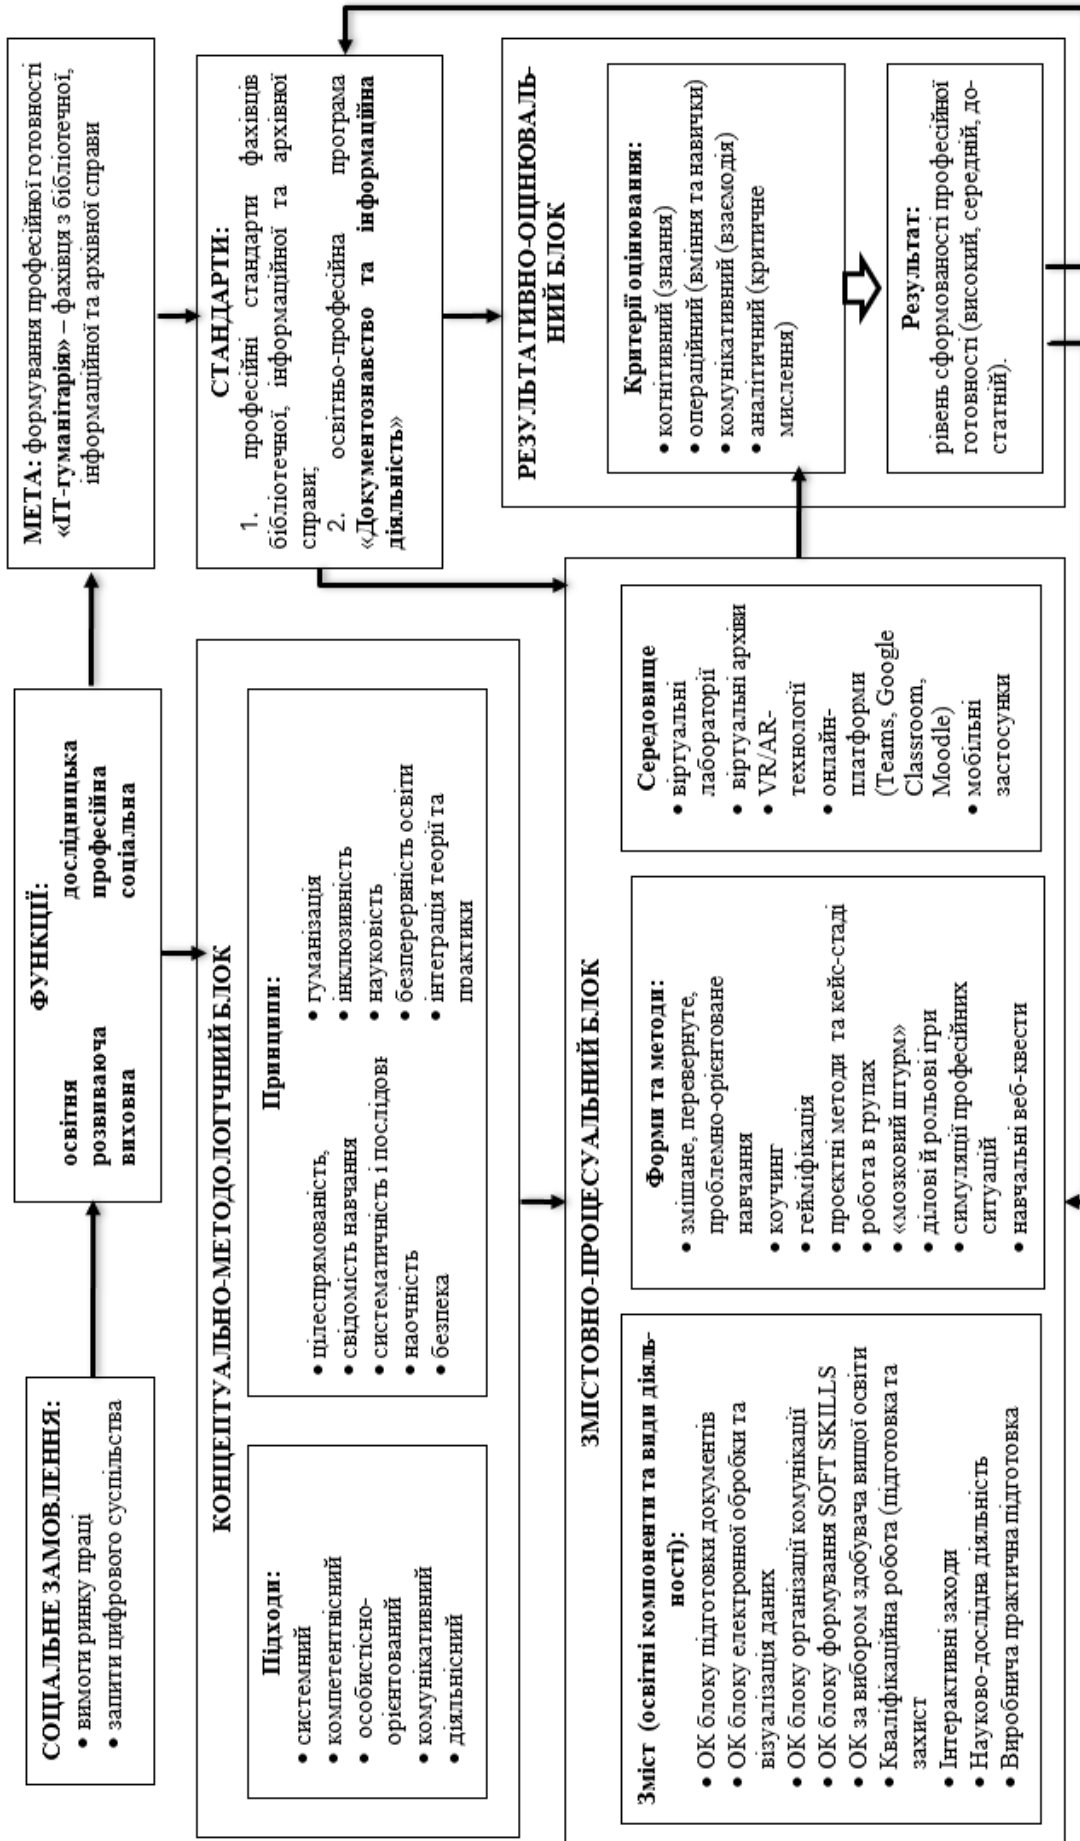 СОЦІАЛЬНЕ ЗАМОВЛЕННЯ:
• вимоги ринку праці
• запити цифрового суспільства
ФУНКЦІЇ:
освітня
розвиваюча
виховна
дослідницька
професійна
соціальна
МЕТА: формування професійної готовності
«ІТ-гуманітарія» – фахівця з бібліотечної,
інформаційної та архівної справи
КОНЦЕПТУАЛЬНО-МЕТОДОЛОГІЧНИЙ БЛОК
Підходи:
• системний
• компетентнісний
• особистісно-
орієнтований
• комунікативний
• діяльнісний
Принципи:
• цілеспрямованість,
• свідомість навчання
• систематичність і послідові
• наочність
• безпека
• гуманізація
• інклюзивність
• науковість
• безперервність освіти
• інтеграція теорії та
практики
СТАНДАРТИ:
1. професійні стандарти фахівців
бібліотечної, інформаційної та архівної
справи;
2. освітньо-професійна програма
«Документознавство та інформаційна
діяльність»
ЗМІСТОВНО-ПРОЦЕСУАЛЬНИЙ БЛОК
Зміст (освітні компоненти та види діяль-
ності):
• ОК блоку підготовки документів
• ОК блоку електронної обробки та
візуалізація даних
• ОК блоку організації комунікації
• ОК блоку формування SOFT SKILLS
• ОК за вибором здобувача вищої освіти
• Кваліфікаційна робота (підготовка та
захист
• Інтерактивні заходи
• Науково-дослідна діяльність
• Виробнича практична підготовка
Форми та методи:
• змішане, перевернуте,
проблемно-орієнтоване
навчання
• коучинг
• гейміфікація
• проєктні методи та кейс-стаді
• робота в групах
• «мозковий штурм»
• ділові й рольові ігри
• симуляції професійних
ситуацій
• навчальні веб-квести
Середовище
• віртуальні
лабораторії
• віртуальні архіви
• VR/AR-
технології
• онлайн-
платформи
(Teams, Google
Classroom,
Moodle)
• мобільні
застосунки
РЕЗУЛЬТАТИВНО-ОЦІНЮВАЛЬ-
НИЙ БЛОК
Критерії оцінювання:
• когнітивний (знання)
• операційний (вміння та навички)
• комунікативний (взаємодія)
• аналітичний (критичне
мислення)
Результат:
рівень сформованості професійної
готовності (високий, середній, до-
статній).